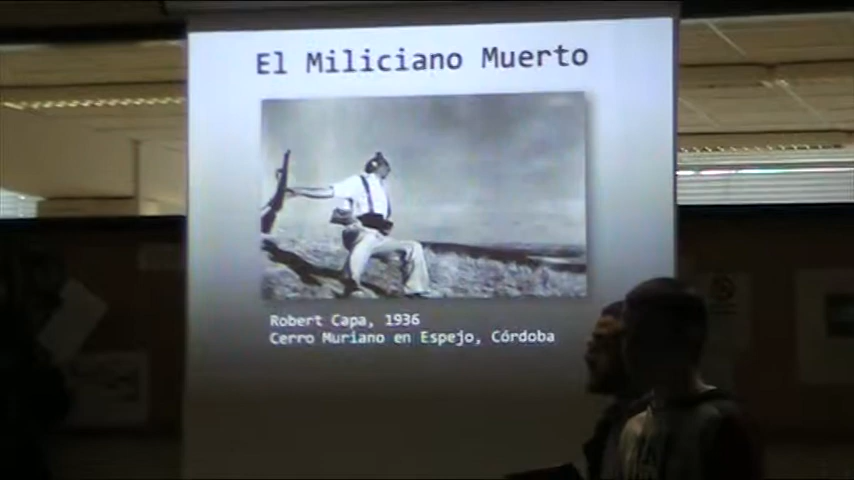 El Miliciano Muerto
Robert Capa, 1936
Cerro Muriano en Espejo, Córdoba